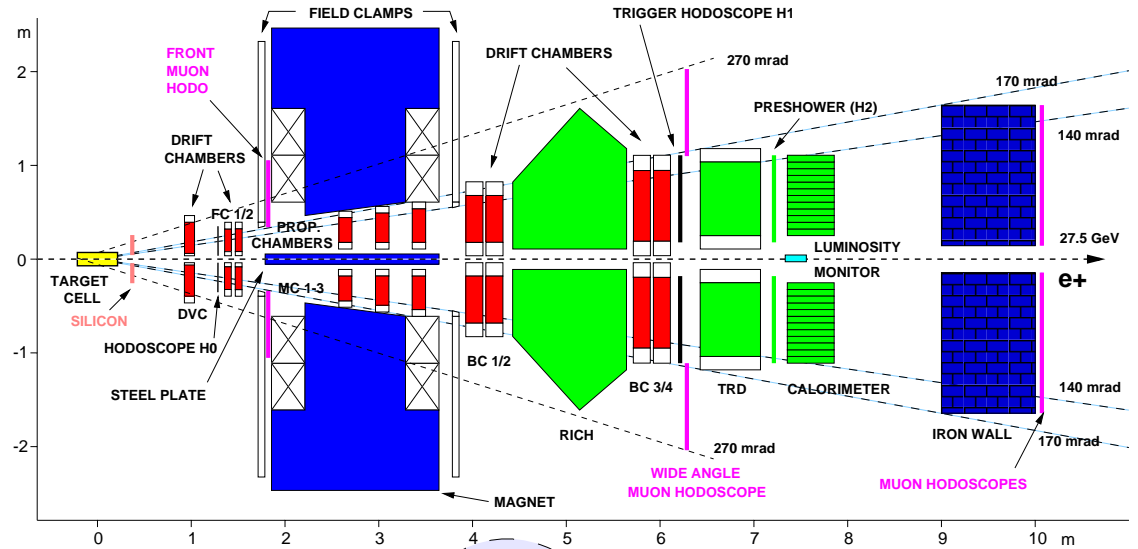 m
FIELD CLAMPS
TRIGGER HODOSCOPE H1
FRONT
MUON
HODO
DRIFT CHAMBERS
270 mrad
170 mrad
2
PRESHOWER (H2)
DRIFT
CHAMBERS
140 mrad
1
FC 1/2
PROP.
CHAMBERS
27.5 GeV
LUMINOSITY
0
MONITOR
e+
TARGET
CELL
MC 1-3
SILICON
DVC
HODOSCOPE H0
-1
BC 1/2
BC 3/4
TRD
CALORIMETER
140 mrad
STEEL PLATE
RICH
IRON WALL
170 mrad
-2
270 mrad
WIDE ANGLE
MUON HODOSCOPE
MUON HODOSCOPES
MAGNET
0 1 2 3 4 5 6 7 8 9 10 m